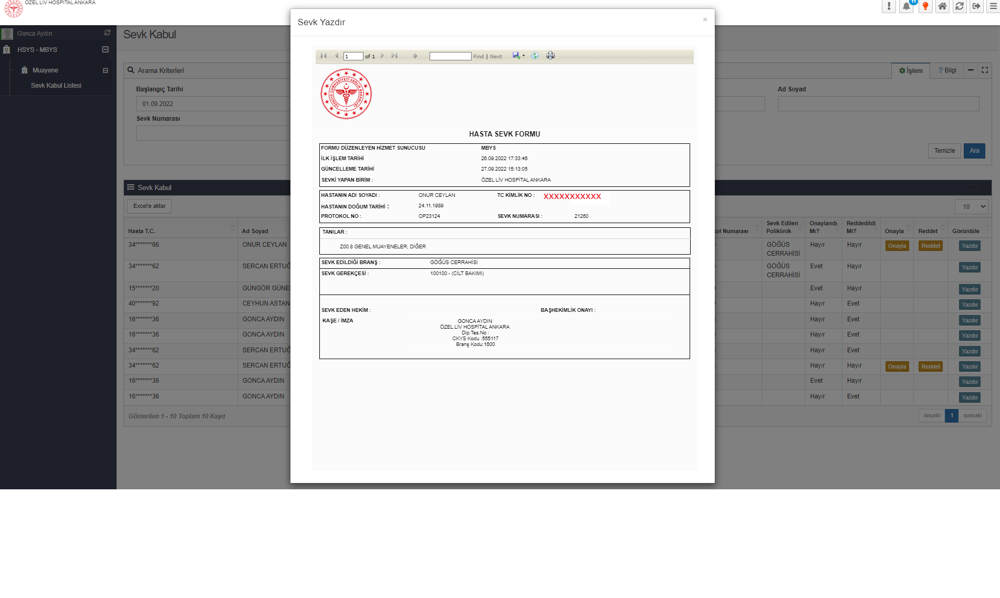 ÖZEL LİV HOSPİTAL ANKARA
11
Gonca Aydın
HSYS - MBYS
Muayene
Sevk Kabul Listesi
Sevk Kabul
Arama Kriterleri
İşlem
? Bilgi
Başlangıç Tarihi
Ad Soyad
01.09.2022
Sevk Numarası
Temizle
Ara
Sevk Kabul
Excel'e aktar
10
Hasta T.C.
Ad Soyad
Numarası
Sevk Edilen Poliklinik
Onaylandı Mı?
Reddedildi Mi?
Onayla
Reddet
Görüntüle
34*******66
ONUR CEYLAN
GÖĞÜS CERRAHİSİ
Hayır
Hayır
Onayla
Reddet
Yazdır
34*******62
SERCAN
GÖĞÜS CERRAHİSİ
Evet
Hayır
Yazdır
15*******20
GÜNGÖR
Evet
Hayır
Yazdır
40*******92
CEYHUN
Hayır
Evet
Yazdır
16*******36
GONCA AYDIN
Hayır
Evet
Yazdır
16*******36
GONCA AYDIN
Hayır
Evet
Yazdır
34*******62
SERCAN
Hayır
Evet
Yazdır
34*******62
SERCAN
Hayır
Hayır
Onayla
Reddet
Yazdır
16*******36
GONCA AYDIN
Evet
Hayır
Yazdır
16*******36
GONCA AYDIN
Hayır
Evet
Yazdır
Gösterilen 1 - 10 Toplam 10 Kayıt
önceki
1
sonraki
Sevk Yazdır
×
1 of 1
Find | Next
TÜRKİYE CUMHURİYETİ SAĞLIK BAKANLIĞI
HASTA SEVK FORMU
FORMU DÜZENLEYEN HİZMET SUNUCUSU MBYS
İLK İŞLEM TARİHİ 26.09.2022 17:33:46
GÜNCELLEME TARİHİ 27.09.2022 15:13:05
SEVKİ YAPAN BİRİM : ÖZEL LİV HOSPİTAL ANKARA
HASTANIN ADI SOYADI : ONUR CEYLAN TC KİMLİK NO : XXXXXXXXXXX
HASTANIN DOĞUM TARİHİ : 24.11.1989
PROTOKOL NO : OP23124 SEVK NUMARASI : 21260
TANILAR :
Z00.8 GENEL MUAYENELER, DİĞER
SEVK EDİLDİĞİ BRANŞ : GÖĞÜS CERRAHİSİ
SEVK GEREKÇESİ : 100100 - (CİLT BAKIMI)
SEVK EDEN HEKİM : BAŞHEKİMLİK ONAYI :
KAŞE / İMZA
GONCA AYDIN
ÖZEL LİV HOSPİTAL ANKARA
Dip.Tes.No :
CKYS Kodu :555117
Branş Kodu:1600